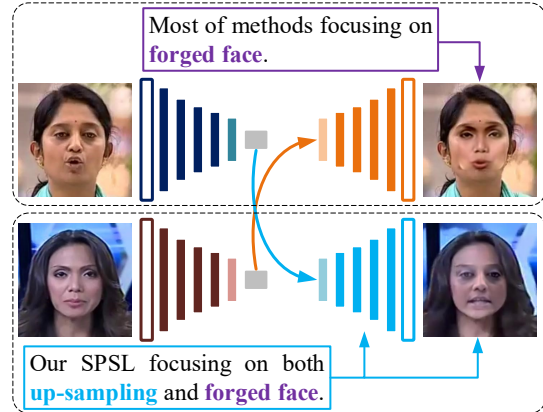 Most of methods focusing on
forged face.
Our SPSL focusing on both
up-sampling and forged face.